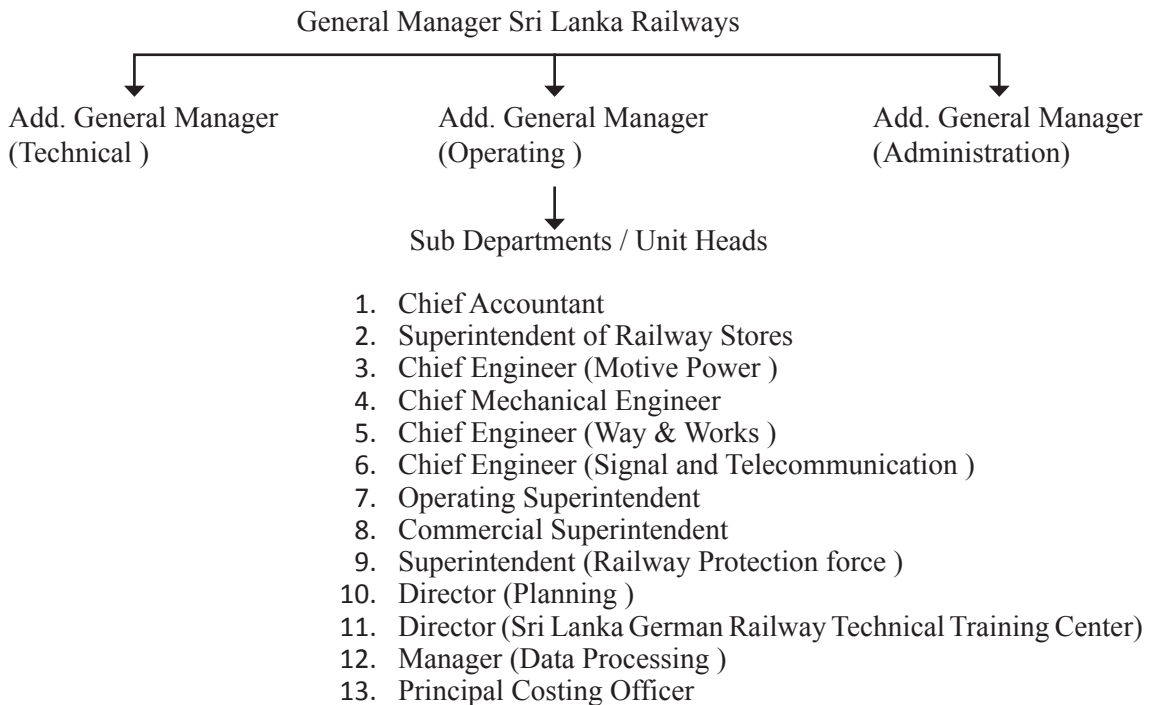 General Manager Sri Lanka Railways
Add. General Manager (Technical )
Add. General Manager (Operating )
Add. General Manager (Administration)
Sub Departments / Unit Heads
1. Chief Accountant
2. Superintendent of Railway Stores
3. Chief Engineer (Motive Power )
4. Chief Mechanical Engineer
5. Chief Engineer (Way & Works )
6. Chief Engineer (Signal and Telecommunication )
7. Operating Superintendent
8. Commercial Superintendent
9. Superintendent (Railway Protection force )
10. Director (Planning )
11. Director (Sri Lanka German Railway Technical Training Center)
12. Manager (Data Processing )
13. Principal Costing Officer